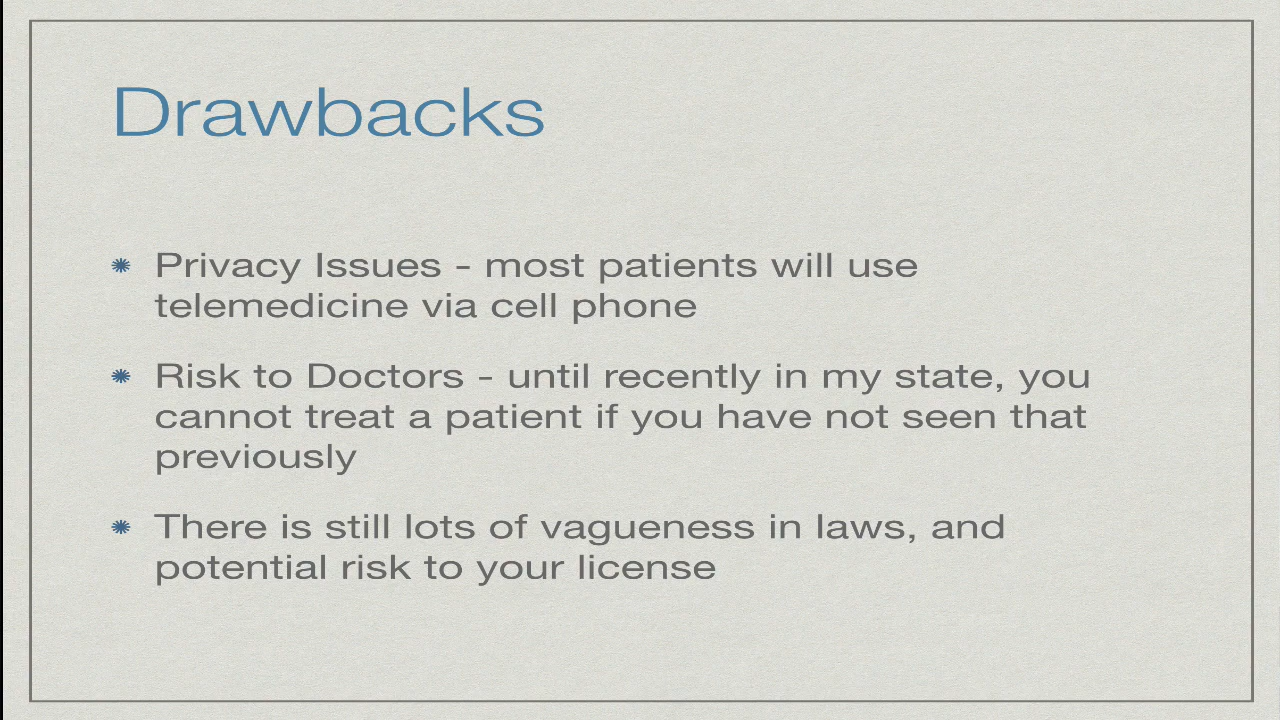 Drawbacks
Privacy Issues - most patients will use
telemedicine via cell phone
Risk to Doctors - until recently in my state, you
cannot treat a patient if you have not seen that
previously
There is still lots of vagueness in laws, and
potential risk to your license